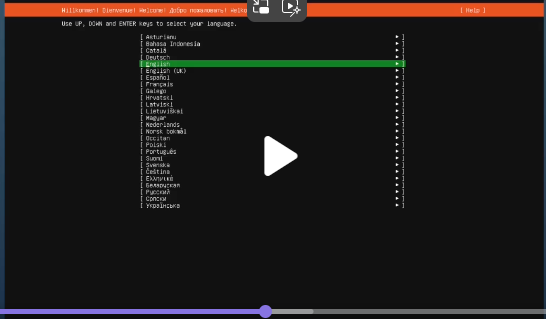 Willkommen! Bienvenue! Welcome! Добро пожаловать! [ Help ]
Use UP, DOWN and ENTER keys to select your language.
[ Asturianu ▸ ]
[ Bahasa Indonesia ▸ ]
[ Català ▸ ]
[ Deutsch ▸ ]
[ English ▸ ]
[ English (UK) ▸ ]
[ Español ▸ ]
[ Français ▸ ]
[ Galego ▸ ]
[ Hrvatski ▸ ]
[ Latviski ▸ ]
[ Lietuviškai ▸ ]
[ Magyar ▸ ]
[ Nederlands ▸ ]
[ Norsk bokmål ▸ ]
[ Occitan ▸ ]
[ Polski ▸ ]
[ Português ▸ ]
[ Suomi ▸ ]
[ Svenska ▸ ]
[ Čeština ▸ ]
[ Ελληνικά ▸ ]
[ Беларуская ▸ ]
[ Русский ▸ ]
[ Српски ▸ ]
[ Українська ▸ ]